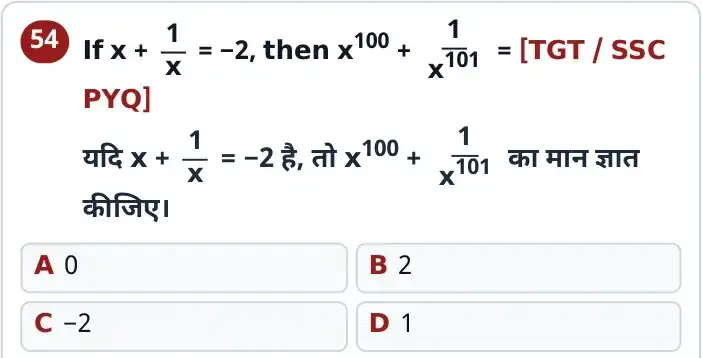 54 If x + 1/x = −2, then x^100 + 1/x^101 = [TGT / SSC
PYQ]
यदि x + 1/x = −2 है, तो x^100 + 1/x^101 का मान ज्ञात
कीजिए।
A 0
B 2
C −2
D 1